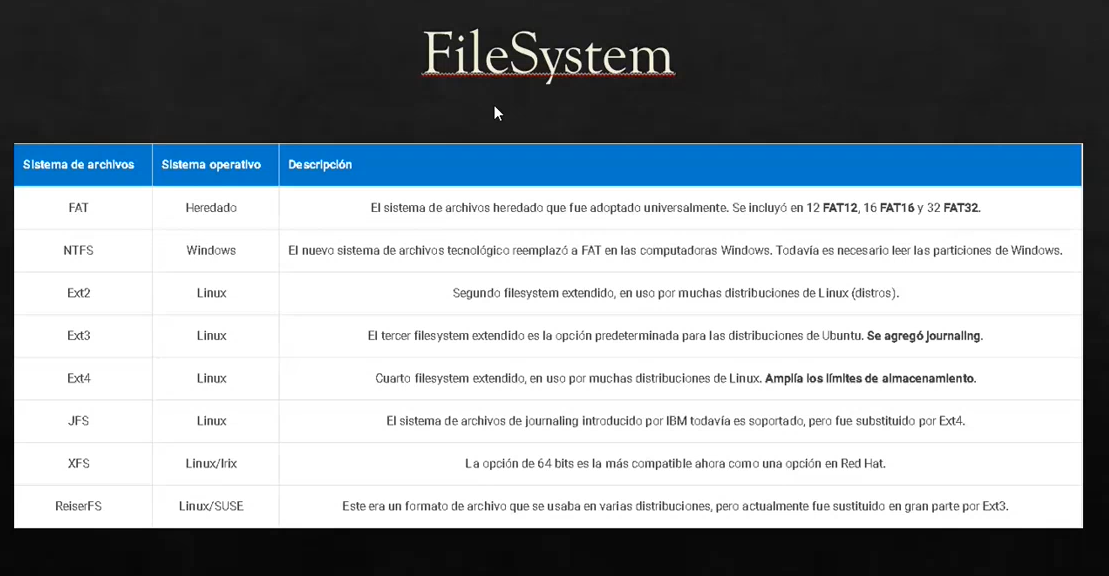 FileSystem
Sistema de archivos Sistema operativo Descripción
FAT Heredado El sistema de archivos heredado que fue adoptado universalmente. Se incluyó en 12 FAT12, 16 FAT16 y 32 FAT32.
NTFS Windows El nuevo sistema de archivos tecnológico reemplazó a FAT en las computadoras Windows. Todavía es necesario leer las particiones de Windows.
Ext2 Linux Segundo filesystem extendido, en uso por muchas distribuciones de Linux (distros).
Ext3 Linux El tercer filesystem extendido es la opción predeterminada para las distribuciones de Ubuntu. Se agregó journaling.
Ext4 Linux Cuarto filesystem extendido, en uso por muchas distribuciones de Linux. Amplía los límites de almacenamiento.
JFS Linux El sistema de archivos de journaling introducido por IBM todavía es soportado, pero fue substituido por Ext4.
XFS Linux/Irix La opción de 64 bits es la más compatible ahora como una opción en Red Hat.
ReiserFS Linux/SUSE Este era un formato de archivo que se usaba en varias distribuciones, pero actualmente fue sustituido en gran parte por Ext3.